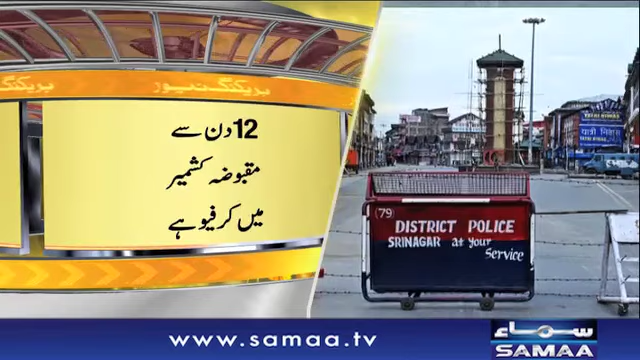 بریکنگ نیوز
12 دن سے
مقبوضہ کشمیر
میں کرفیو ہے
(79)
DISTRICT POLICE
SRINAGAR at your
Service
यात्री निवास
www.samaa.tv
سماء
SAMAA